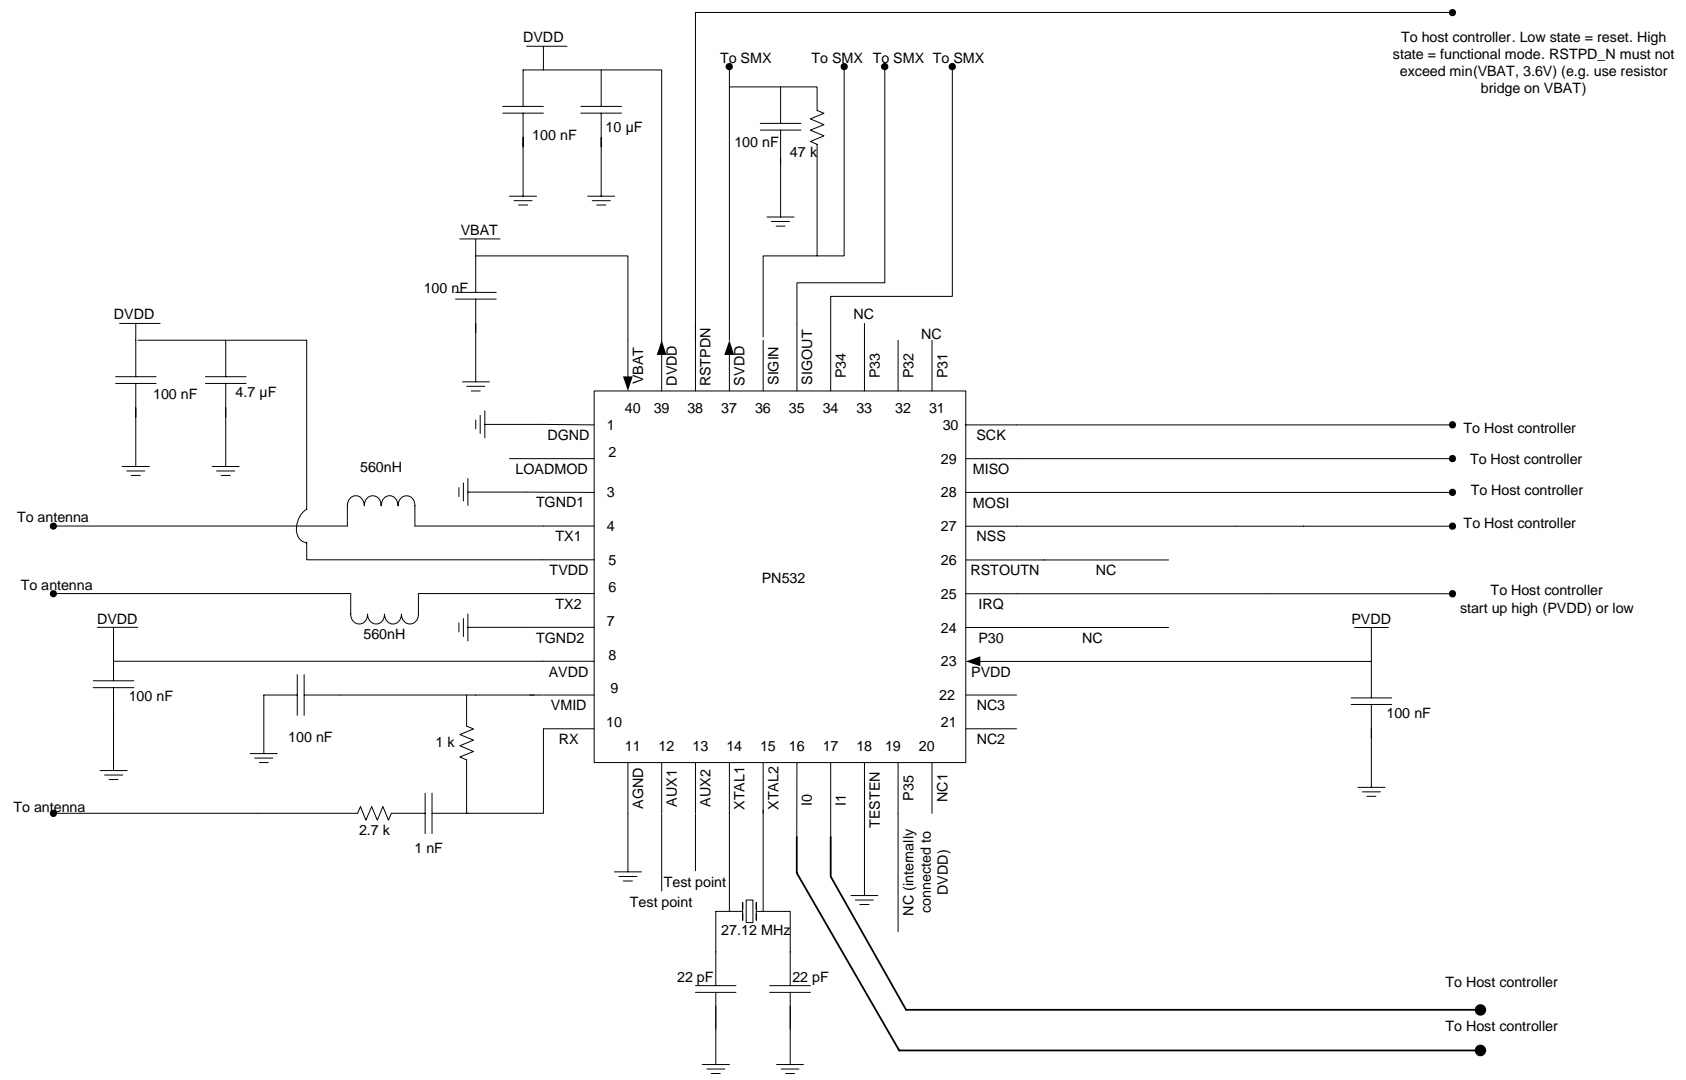 To host controller. Low state = reset. High
state = functional mode. RSTPD_N must not
exceed min(VBAT, 3.6V) (e.g. use resistor
bridge on VBAT)
DVDD
To SMX
To SMX
To SMX
To SMX
100 nF
10 µF
100 nF
47 k
VBAT
100 nF
DVDD
100 nF
4.7 µF
NC
NC
VBAT
DVDD
RSTPDN
SVDD
SIGIN
SIGOUT
P34
P33
P32
P31
40
39
38
37
36
35
34
33
32
31
1
DGND
2
LOADMOD
3
TGND1
560nH
To antenna
4
TX1
5
TVDD
To antenna
6
TX2
560nH
7
TGND2
DVDD
8
AVDD
100 nF
9
VMID
100 nF
1 k
10
RX
To antenna
2.7 k
1 nF
PN532
30
SCK
To Host controller
29
MISO
To Host controller
28
MOSI
To Host controller
27
NSS
To Host controller
26
RSTOUTN
NC
25
IRQ
To Host controller
start up high (PVDD) or low
24
P30
NC
PVDD
23
PVDD
100 nF
22
NC3
21
NC2
11
12
13
14
15
16
17
18
19
20
AGND
AUX1
AUX2
XTAL1
XTAL2
I0
I1
TESTEN
P35
NC1
NC (internally
connected to
DVDD)
Test point
Test point
27.12 MHz
22 pF
22 pF
To Host controller
To Host controller